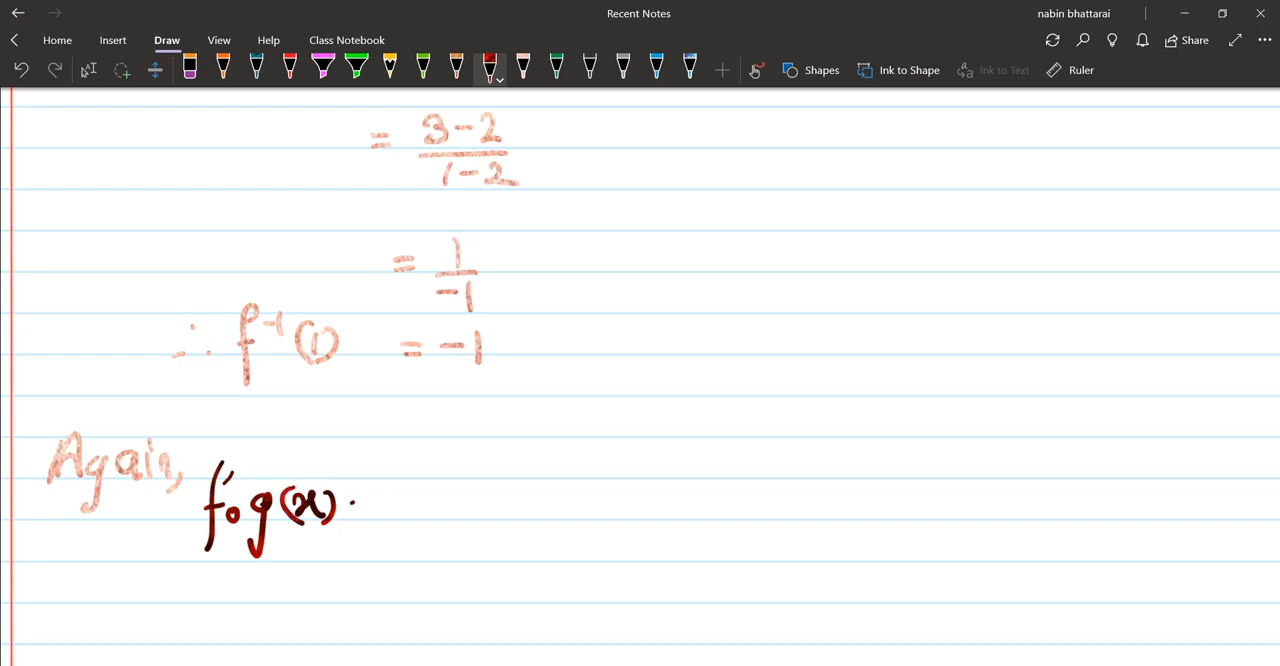 Recent Notes
nabin bhattarai
Home Insert Draw View Help Class Notebook
Share
Shapes Ink to Shape Ink to Text Ruler
= 3-2
1-2
= 1
-1
∴ f⁻¹(1) = -1
Again,
fog(x)